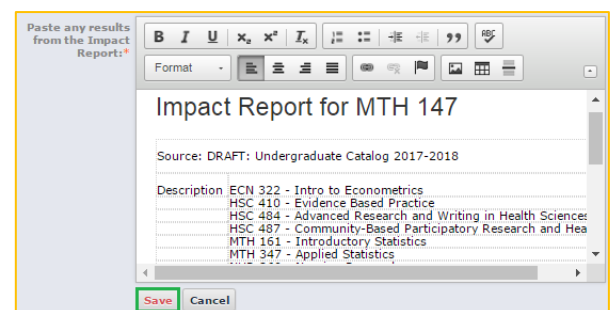 Paste any results
from the Impact
Report:*
B I U x₂ x² Iₓ
Format
Impact Report for MTH 147
Source: DRAFT: Undergraduate Catalog 2017-2018
Description ECN 322 - Intro to Econometrics
HSC 410 - Evidence Based Practice
HSC 484 - Advanced Research and Writing in Health Sciences
HSC 487 - Community-Based Participatory Research and Hea
MTH 161 - Introductory Statistics
MTH 347 - Applied Statistics
Save Cancel